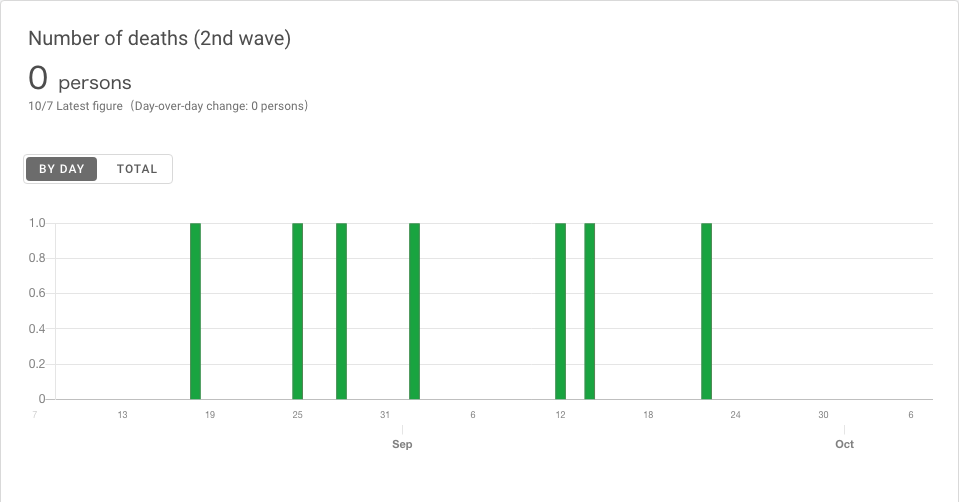 Number of deaths (2nd wave)
0 persons
10/7 Latest figure（Day-over-day change: 0 persons）
BY DAY TOTAL
1.0
0.8
0.6
0.4
0.2
0
7 13 19 25 31 6 12 18 24 30 6
Sep Oct